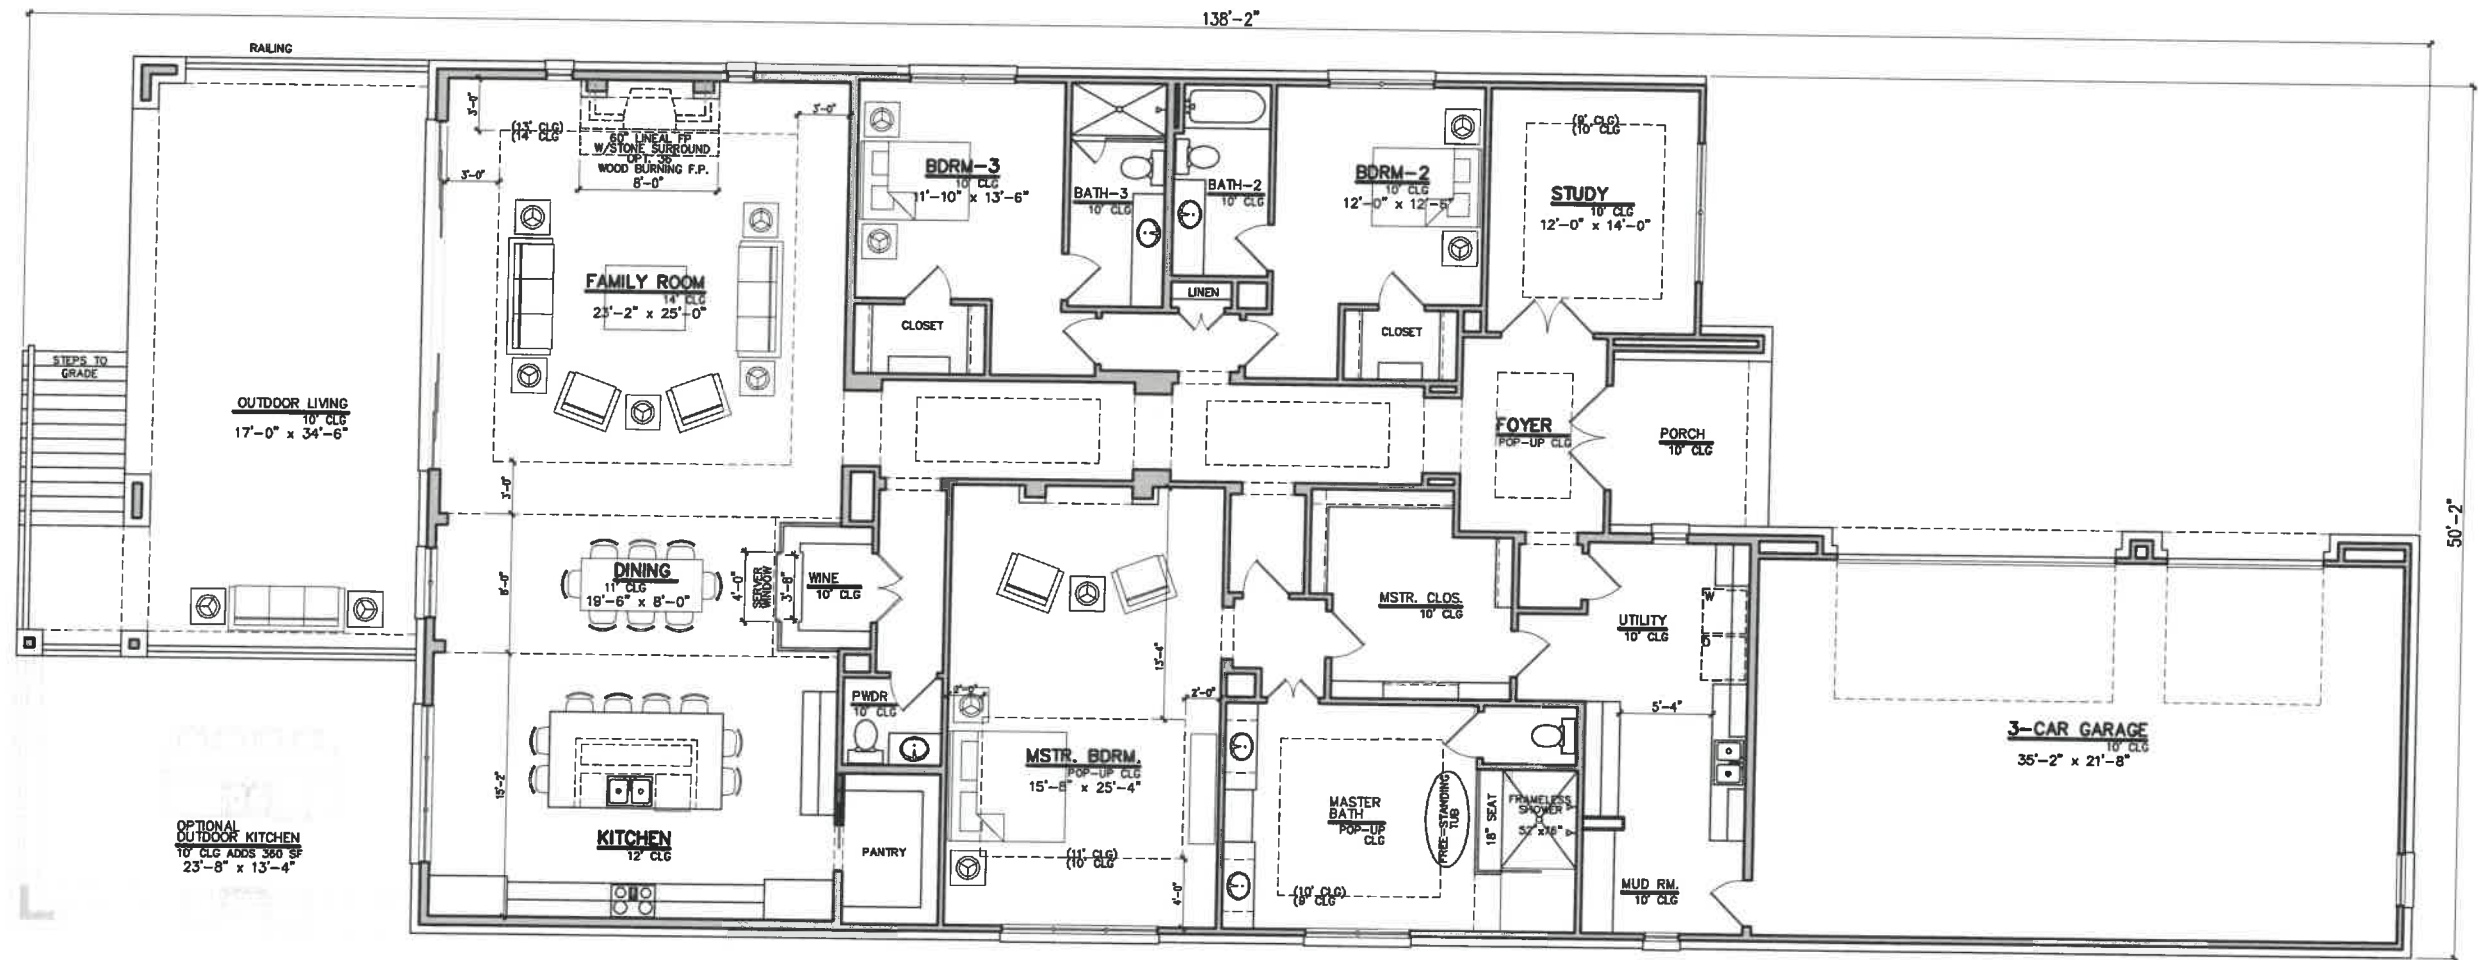 138'-2"
RAILING
STEPS TO
GRADE
OUTDOOR LIVING
10' CLG
17'-0" x 34'-6"
OPTIONAL
OUTDOOR KITCHEN
10' CLG ADDS 360 SF
23'-8" x 13'-4"
3'-0"
(13' CLG)
(14' CLG
60" LINEAL FP
W/STONE SURROUND
OPT. 36
WOOD BURNING F.P.
8'-0"
3'-0"
3'-0"
FAMILY ROOM
14' CLG
23'-2" x 25'-0"
3'-0"
DINING
11' CLG
19'-6" x 8'-0"
8'-0"
4'-0"
SERVER
WINDOW
3'-8"
WINE
10' CLG
15'-2"
KITCHEN
12' CLG
PWDR
10' CLG
PANTRY
BDRM-3
10' CLG
11'-10" x 13'-6"
CLOSET
BATH-3
10' CLG
BATH-2
10' CLG
LINEN
BDRM-2
10' CLG
12'-0" x 12'-6"
CLOSET
(9' CLG)
(10' CLG
STUDY
10' CLG
12'-0" x 14'-0"
FOYER
POP-UP CLG
PORCH
10' CLG
13'-4"
2'-0"
2'-0"
MSTR. BDRM.
POP-UP CLG
15'-8" x 25'-4"
(11' CLG)
(10' CLG
4'-0"
MSTR. CLOS.
10' CLG
MASTER
BATH
POP-UP
CLG
(10' CLG)
(9' CLG
FREE-STANDING
TUB
18" SEAT
FRAMELESS
SHOWER
UTILITY
10' CLG
W
D
5'-4"
MUD RM.
10' CLG
3-CAR GARAGE
10' CLG
35'-2" x 21'-8"
50'-2"